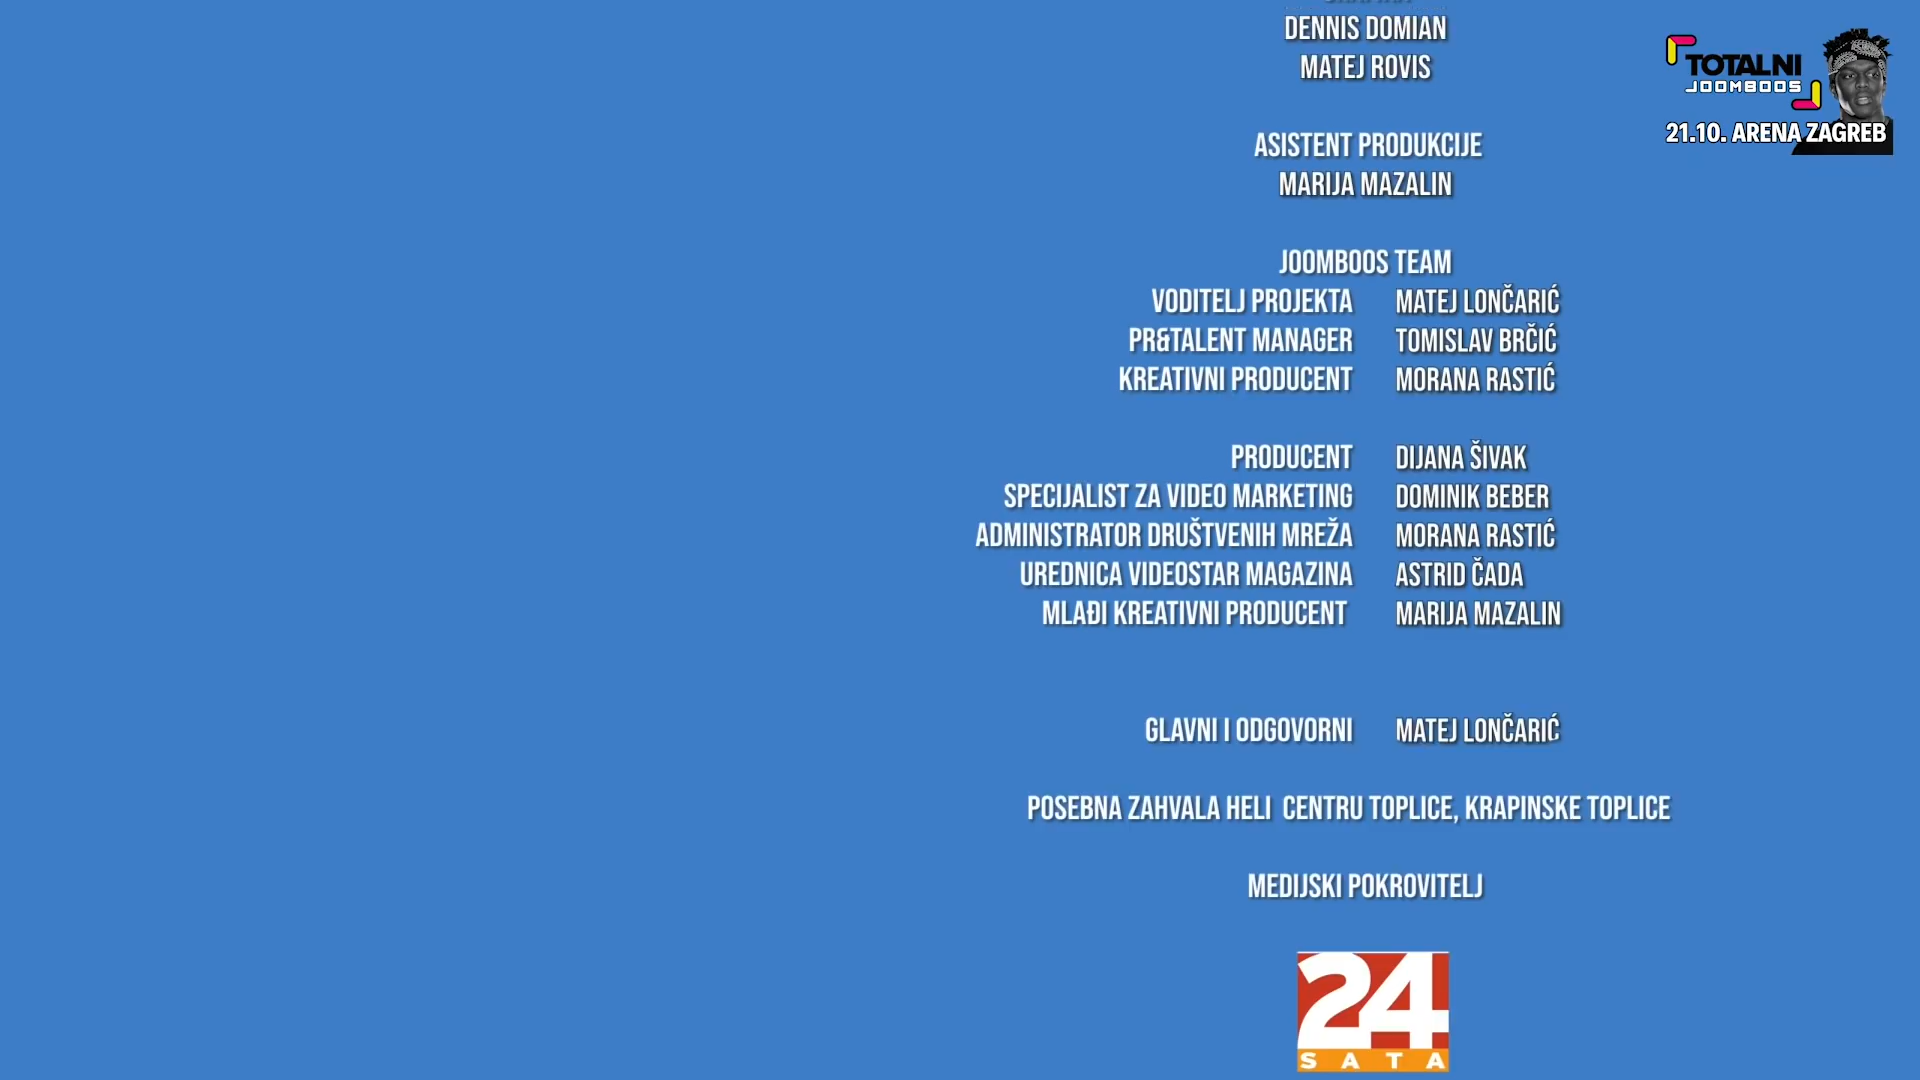 DENNIS DOMIAN
MATEJ ROVIS
TOTALNI
JOOMBOOS
21.10. ARENA ZAGREB
ASISTENT PRODUKCIJE
MARIJA MAZALIN
JOOMBOOS TEAM
VODITELJ PROJEKTA MATEJ LONČARIĆ
PR&TALENT MANAGER TOMISLAV BRČIĆ
KREATIVNI PRODUCENT MORANA RASTIĆ
PRODUCENT DIJANA ŠIVAK
SPECIJALIST ZA VIDEO MARKETING DOMINIK BEBER
ADMINISTRATOR DRUŠTVENIH MREŽA MORANA RASTIĆ
UREDNICA VIDEOSTAR MAGAZINA ASTRID ČADA
MLAĐI KREATIVNI PRODUCENT MARIJA MAZALIN
GLAVNI I ODGOVORNI MATEJ LONČARIĆ
POSEBNA ZAHVALA HELI CENTRU TOPLICE, KRAPINSKE TOPLICE
MEDIJSKI POKROVITELJ
24
SATA